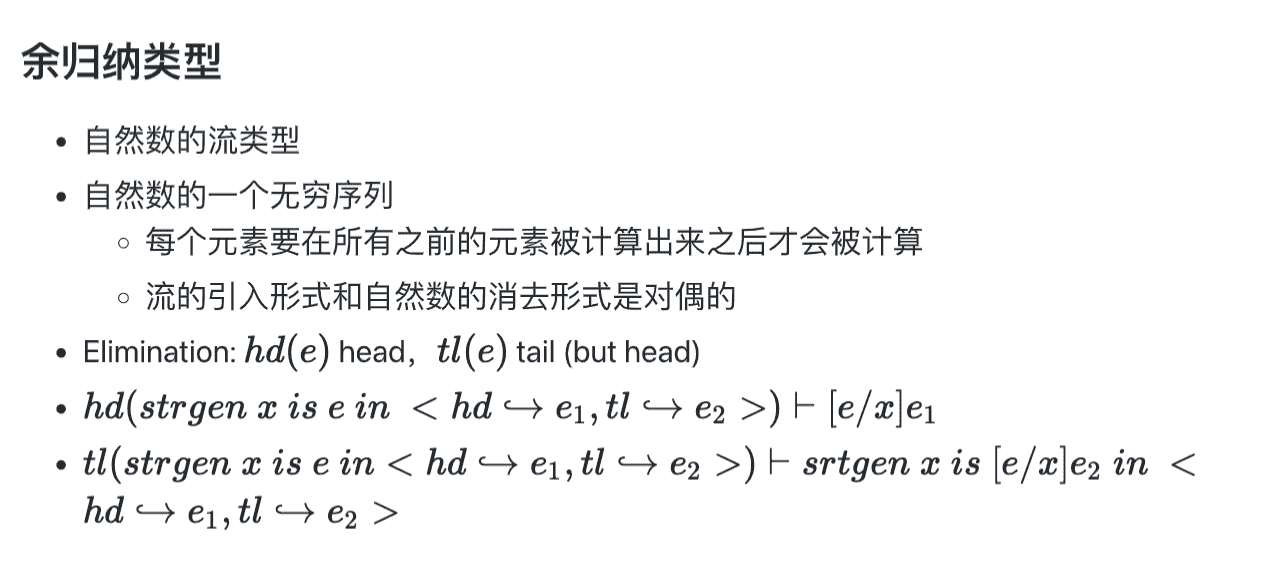 余归纳类型
• 自然数的流类型
• 自然数的一个无穷序列
◦ 每个元素要在所有之前的元素被计算出来之后才会被计算
◦ 流的引入形式和自然数的消去形式是对偶的
• Elimination: hd(e) head，tl(e) tail (but head)
• hd(strgen x is e in < hd ↪ e₁, tl ↪ e₂ >) ⊢ [e/x]e₁
• tl(strgen x is e in < hd ↪ e₁, tl ↪ e₂ >) ⊢ srtgen x is [e/x]e₂ in <
hd ↪ e₁, tl ↪ e₂ >